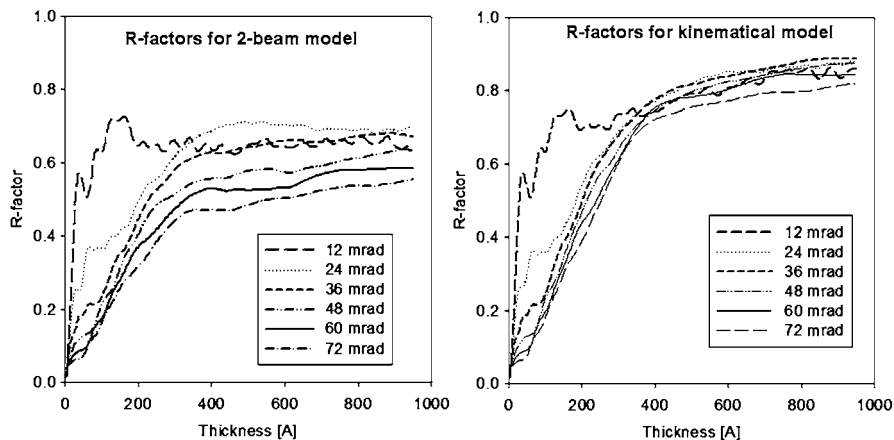 R-factors for 2-beam model
1.0
0.8
0.6
0.4
0.2
0.0
R-factor
0
200
400
600
800
1000
Thickness [A]
12 mrad
24 mrad
36 mrad
48 mrad
60 mrad
72 mrad
R-factors for kinematical model
1.0
0.8
0.6
0.4
0.2
0.0
R-factor
0
200
400
600
800
1000
Thickness [A]
12 mrad
24 mrad
36 mrad
48 mrad
60 mrad
72 mrad